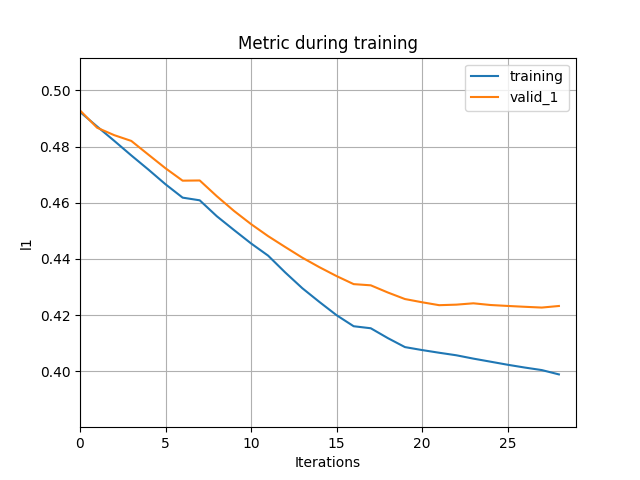 Metric during training
training
valid_1
0.50
0.48
0.46
0.44
0.42
0.40
l1
0 5 10 15 20 25
Iterations